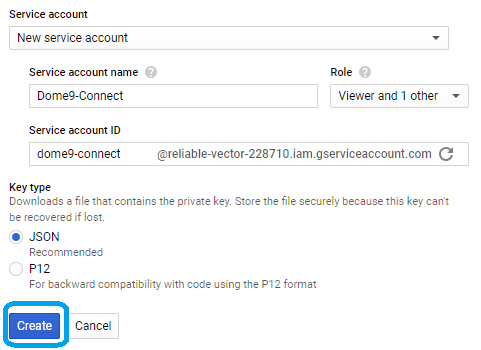 Service account
New service account
Service account name
Role
Dome9-Connect
Viewer and 1 other
Service account ID
dome9-connect @reliable-vector-228710.iam.gserviceaccount.com
Key type
Downloads a file that contains the private key. Store the file securely because this key can't
be recovered if lost.
JSON
Recommended
P12
For backward compatibility with code using the P12 format
Create Cancel